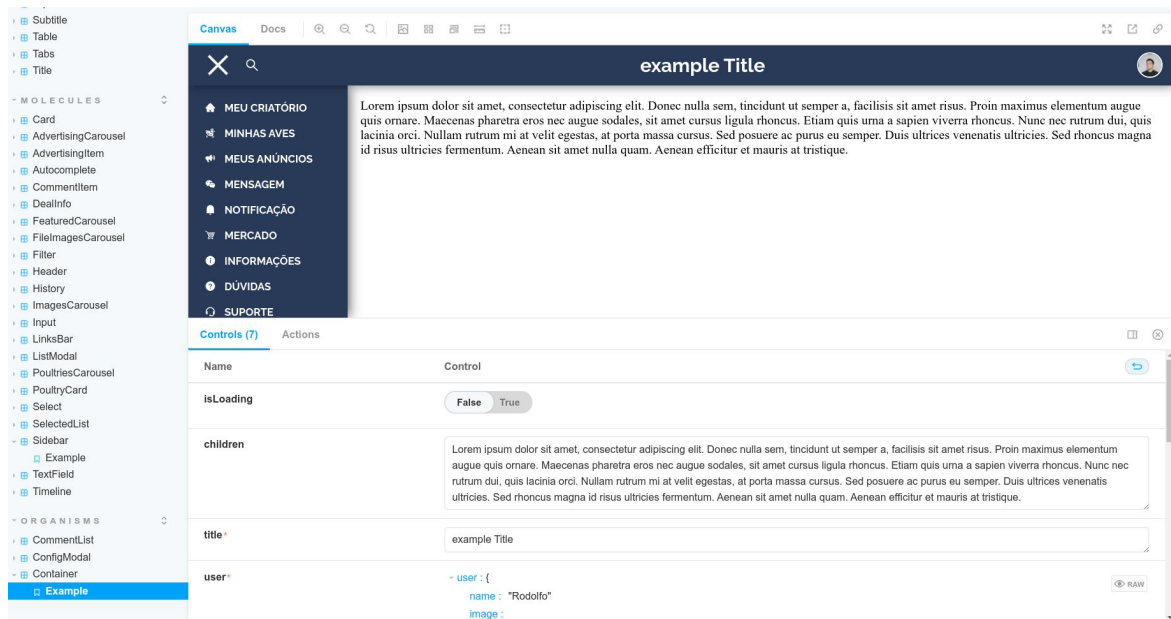 Subtitle
Table
Tabs
Title
MOLECULES
Card
AdvertisingCarousel
AdvertisingItem
Autocomplete
CommentItem
DealInfo
FeaturedCarousel
FileImagesCarousel
Filter
Header
History
ImagesCarousel
Input
LinksBar
ListModal
PoultriesCarousel
PoultryCard
Select
SelectedList
Sidebar
Example
TextField
Timeline
ORGANISMS
CommentList
ConfigModal
Container
Example
Canvas Docs
example Title
MEU CRIATÓRIO
MINHAS AVES
MEUS ANÚNCIOS
MENSAGEM
NOTIFICAÇÃO
MERCADO
INFORMAÇÕES
DÚVIDAS
SUPORTE
Lorem ipsum dolor sit amet, consectetur adipiscing elit. Donec nulla sem, tincidunt ut semper a, facilisis sit amet risus. Proin maximus elementum augue
quis ornare. Maecenas pharetra eros nec augue sodales, sit amet cursus ligula rhoncus. Etiam quis urna a sapien viverra rhoncus. Nunc nec rutrum dui, quis
lacinia orci. Nullam rutrum mi at velit egestas, at porta massa cursus. Sed posuere ac purus eu semper. Duis ultrices venenatis ultricies. Sed rhoncus magna
id risus ultricies fermentum. Aenean sit amet nulla quam. Aenean efficitur et mauris at tristique.
Controls (7) Actions
Name Control
isLoading False True
children
Lorem ipsum dolor sit amet, consectetur adipiscing elit. Donec nulla sem, tincidunt ut semper a, facilisis sit amet risus. Proin maximus elementum
augue quis ornare. Maecenas pharetra eros nec augue sodales, sit amet cursus ligula rhoncus. Etiam quis urna a sapien viverra rhoncus. Nunc nec
rutrum dui, quis lacinia orci. Nullam rutrum mi at velit egestas, at porta massa cursus. Sed posuere ac purus eu semper. Duis ultrices venenatis
ultricies. Sed rhoncus magna id risus ultricies fermentum. Aenean sit amet nulla quam. Aenean efficitur et mauris at tristique.
title* example Title
user* - user : { RAW
name : "Rodolfo"
image :